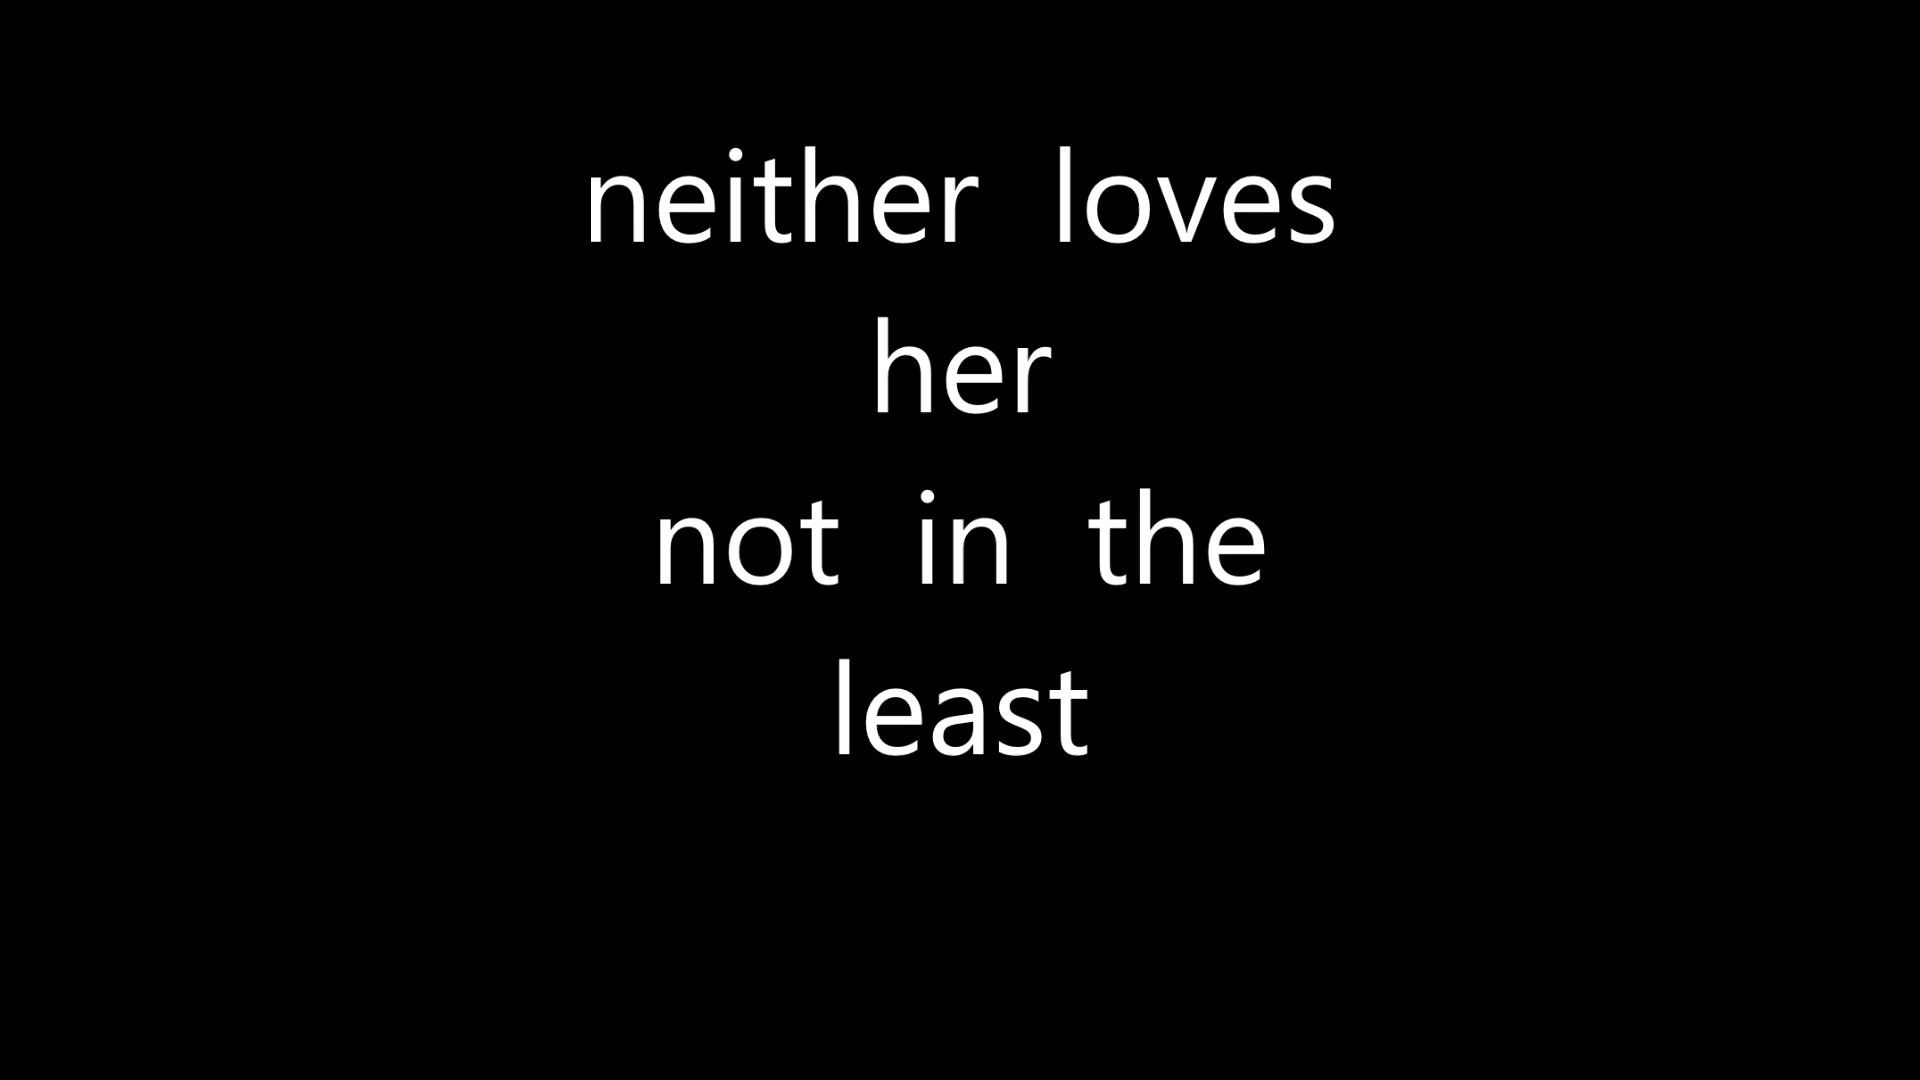 neither loves
her
not in the
least